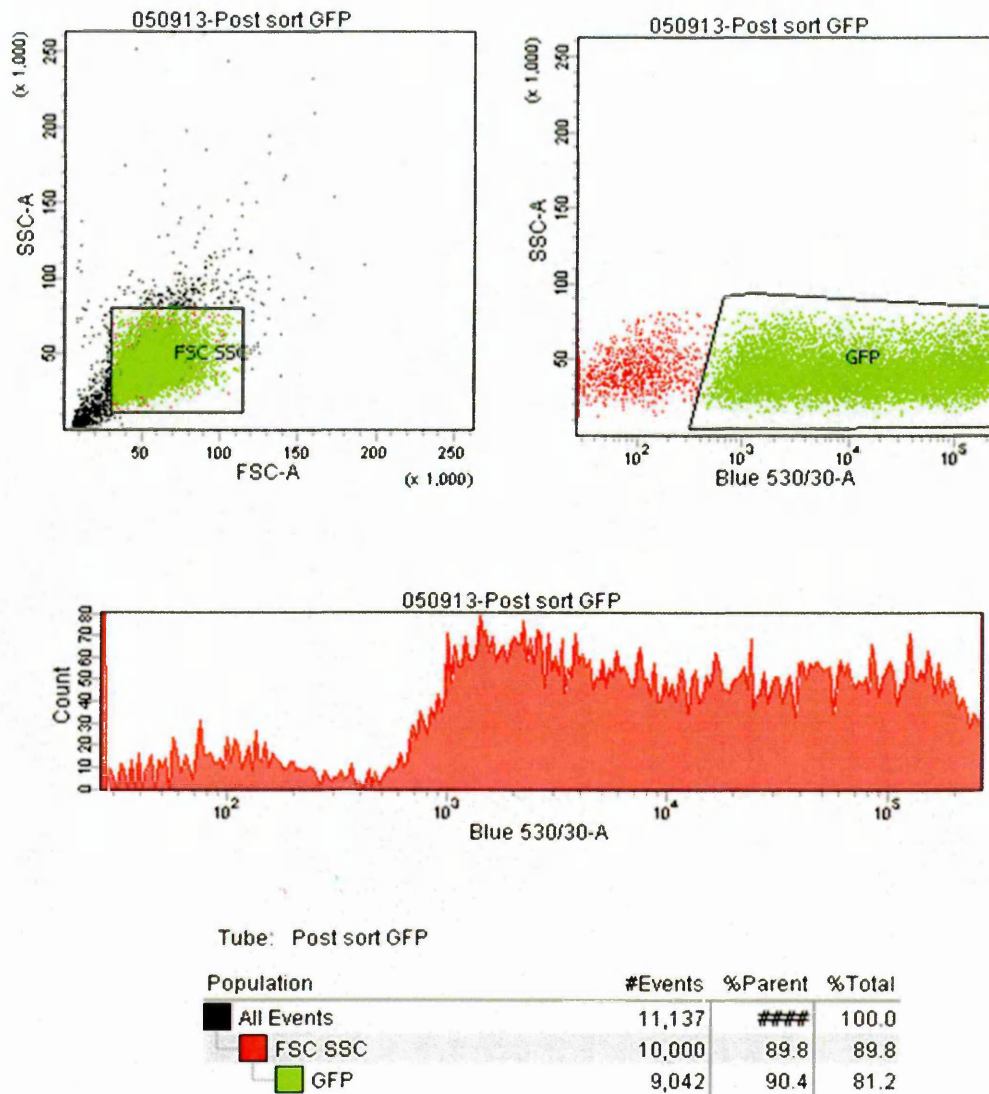 050913-Post sort GFP
(x 1,000)
250
200
150
100
50
SSC-A
FSC SSC
50 100 150 200 250
FSC-A
(x 1,000)
050913-Post sort GFP
(x 1,000)
250
200
150
100
50
SSC-A
GFP
10² 10³ 10⁴ 10⁵
Blue 530/30-A
050913-Post sort GFP
Count
0 10 20 30 40 50 60 70 80
10² 10³ 10⁴ 10⁵
Blue 530/30-A
Tube: Post sort GFP
Population #Events %Parent %Total
All Events 11,137 #### 100.0
FSC SSC 10,000 89.8 89.8
GFP 9,042 90.4 81.2